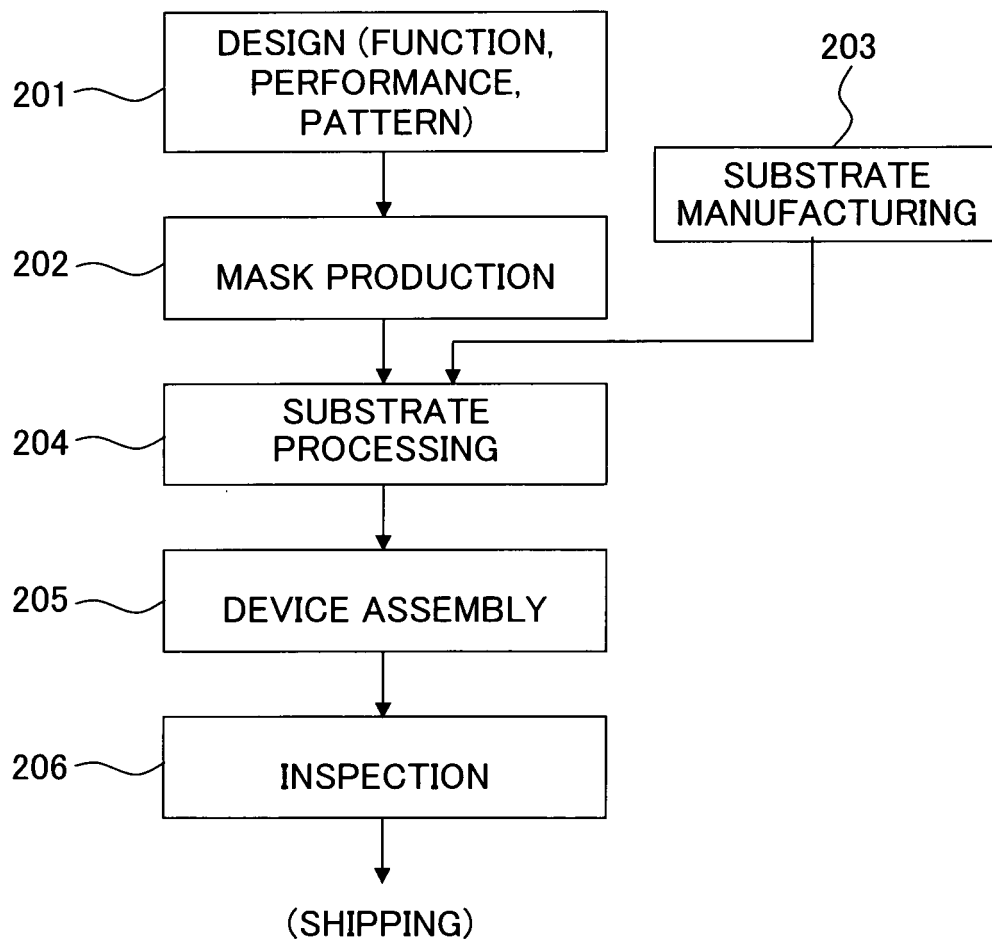 201
DESIGN (FUNCTION,
PERFORMANCE,
PATTERN)
203
SUBSTRATE
MANUFACTURING
202
MASK PRODUCTION
204
SUBSTRATE
PROCESSING
205
DEVICE ASSEMBLY
206
INSPECTION
(SHIPPING)